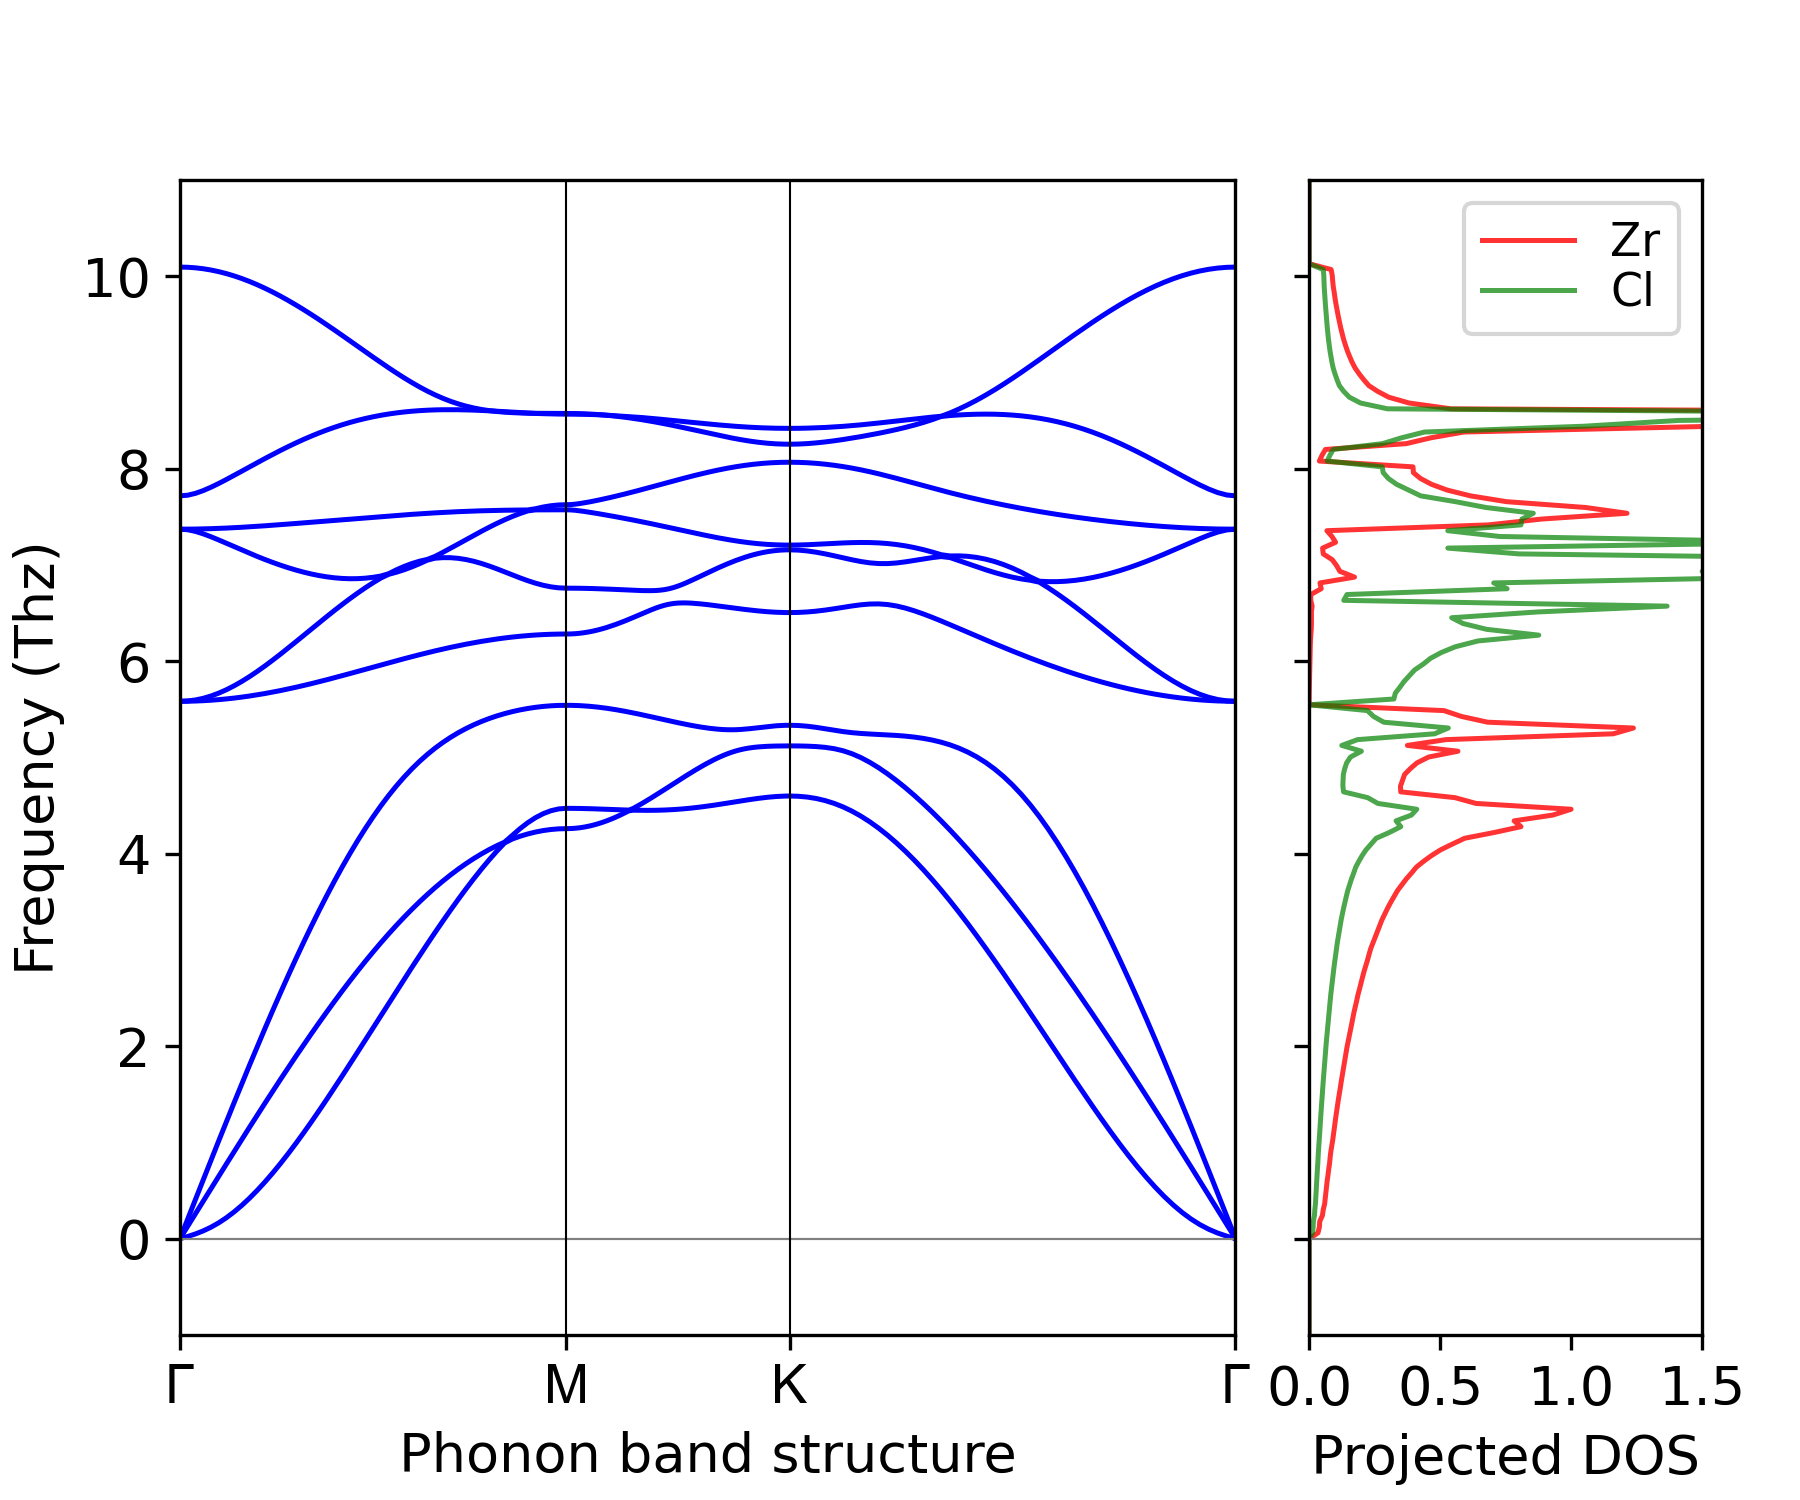 Frequency (Thz)
10
8
6
4
2
0
Γ M K Γ
Phonon band structure
Zr
Cl
0.0 0.5 1.0 1.5
Projected DOS